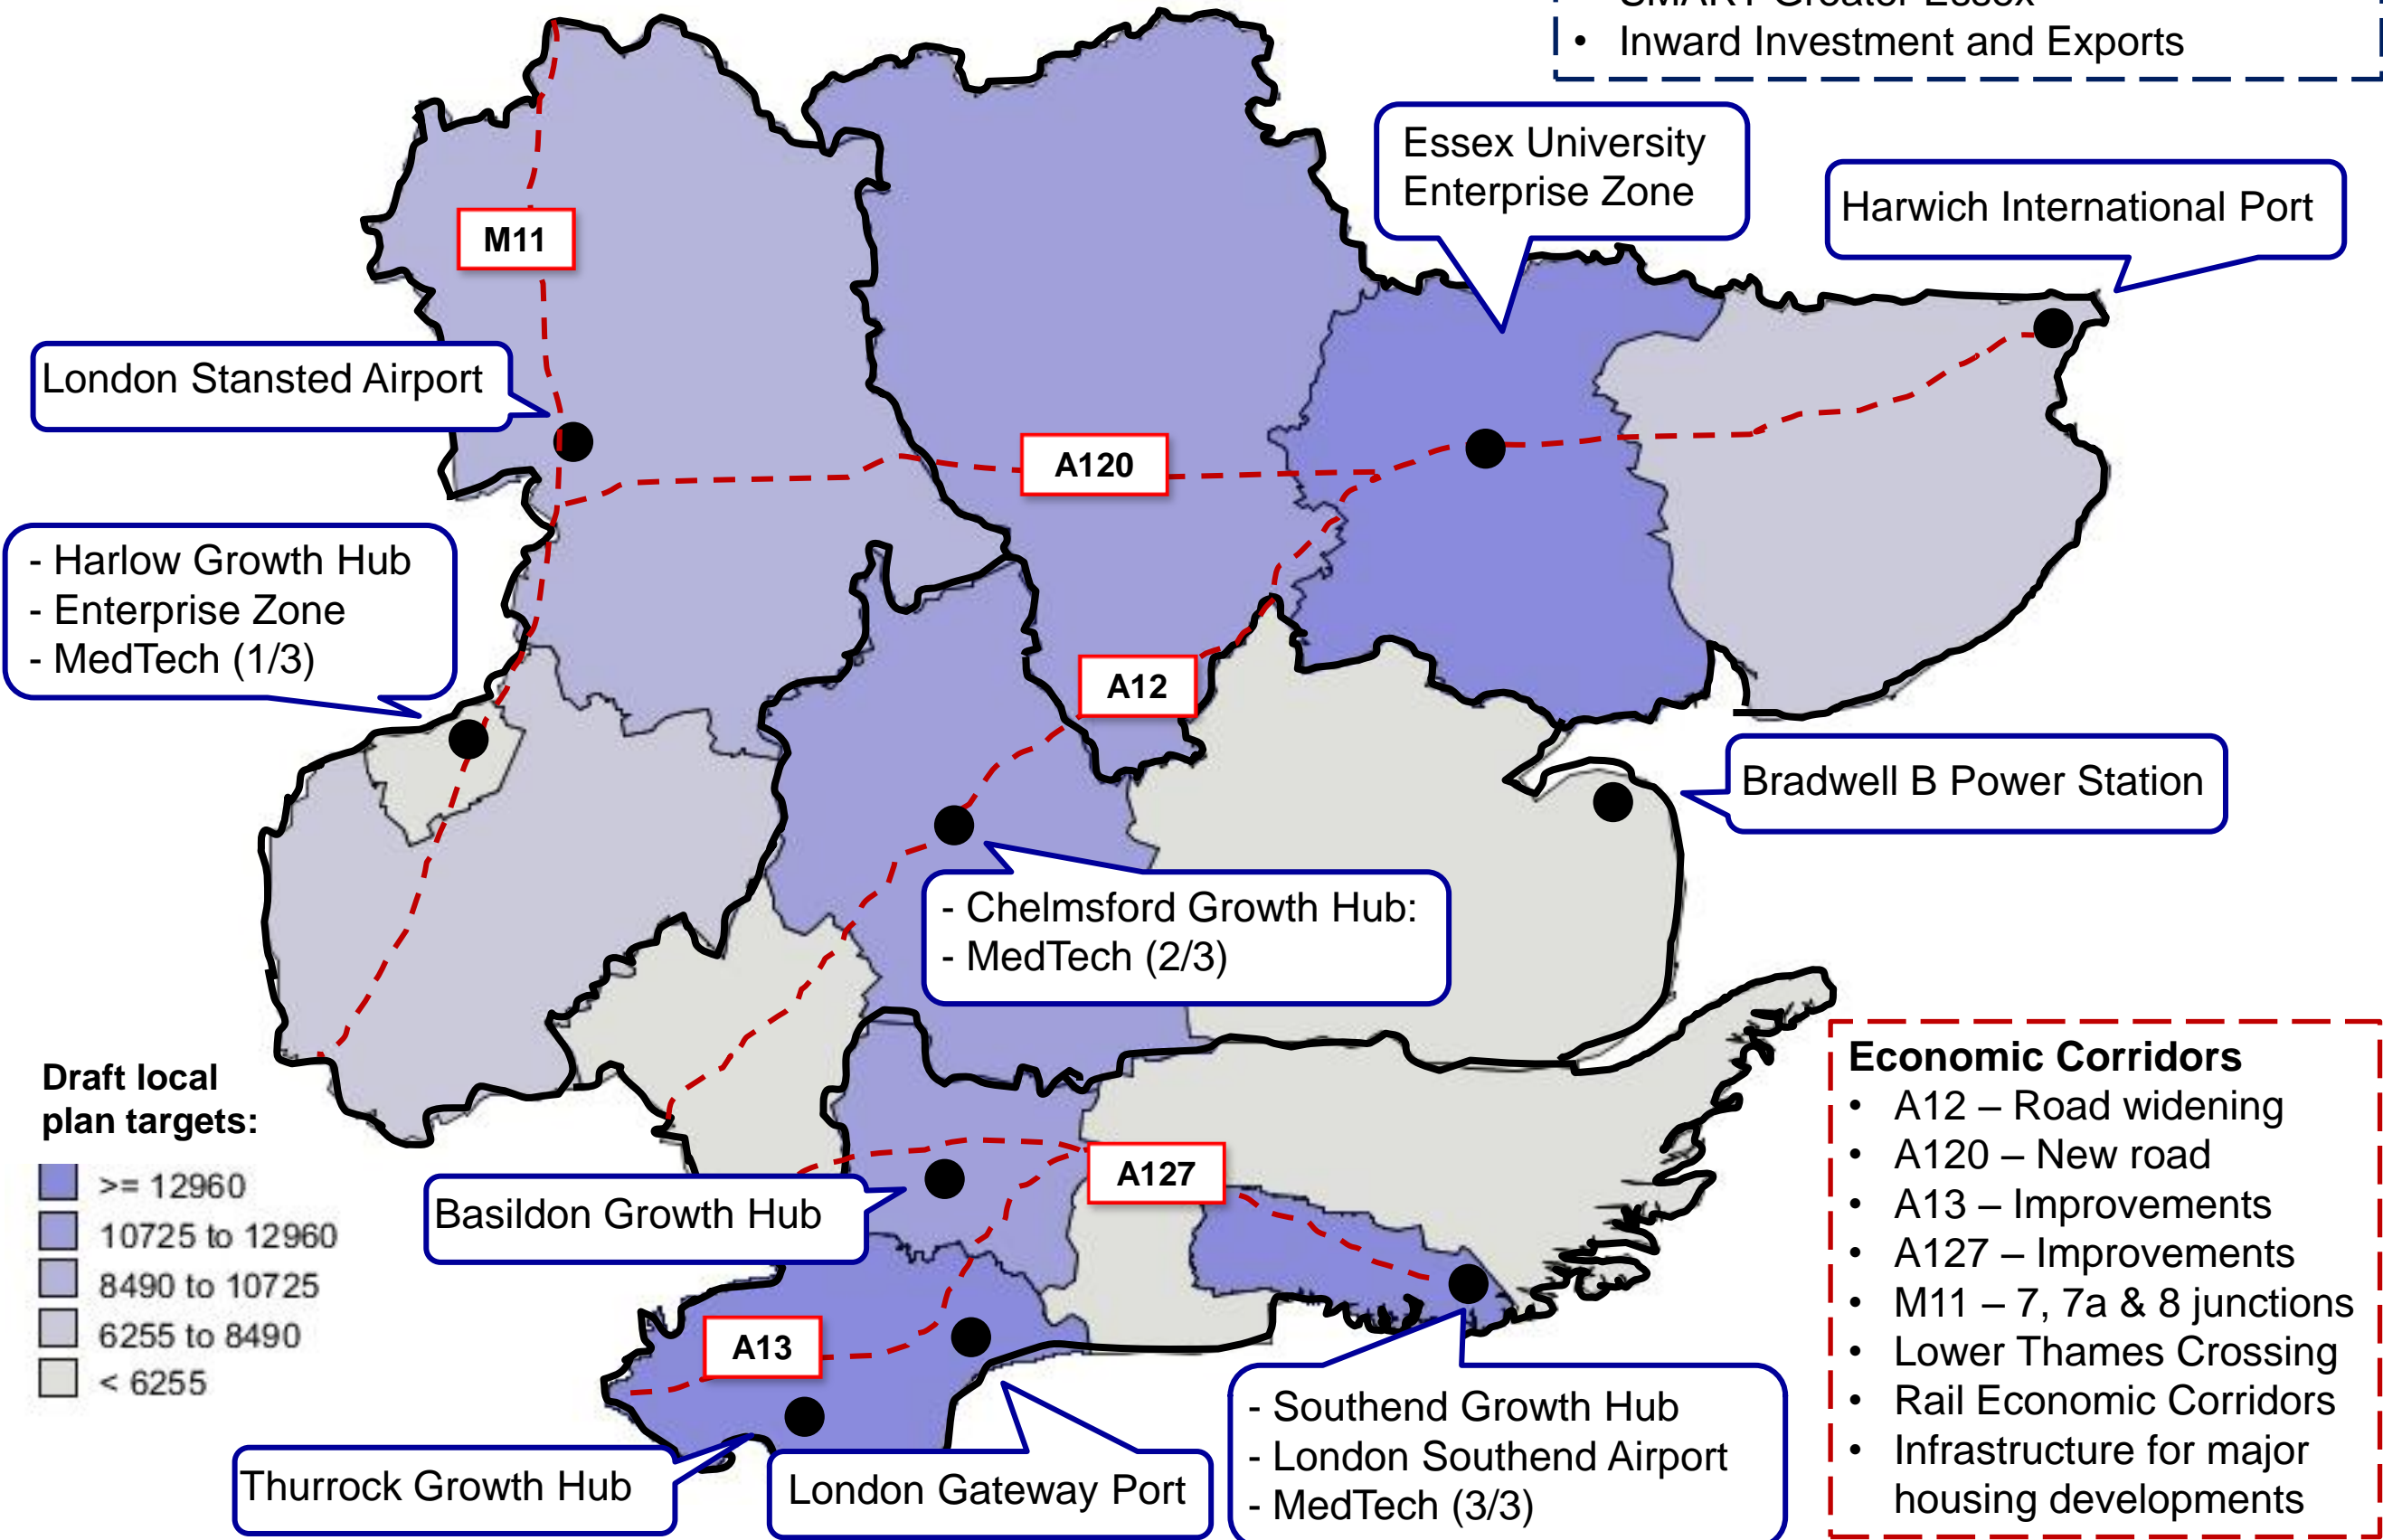 SMART Greater Essex
• Inward Investment and Exports
Essex University
Enterprise Zone
Harwich International Port
M11
London Stansted Airport
A120
- Harlow Growth Hub
- Enterprise Zone
- MedTech (1/3)
A12
Bradwell B Power Station
- Chelmsford Growth Hub:
- MedTech (2/3)
Draft local
plan targets:
>= 12960
10725 to 12960
8490 to 10725
6255 to 8490
< 6255
A127
Basildon Growth Hub
A13
Thurrock Growth Hub
London Gateway Port
- Southend Growth Hub
- London Southend Airport
- MedTech (3/3)
Economic Corridors
• A12 – Road widening
• A120 – New road
• A13 – Improvements
• A127 – Improvements
• M11 – 7, 7a & 8 junctions
• Lower Thames Crossing
• Rail Economic Corridors
• Infrastructure for major
housing developments